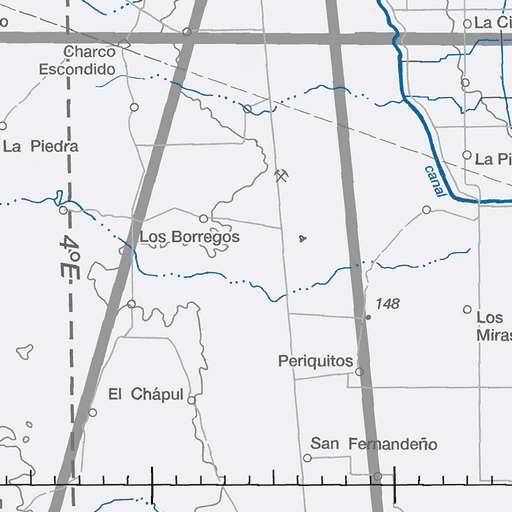 o
La Ci
Charco
Escondido
La Piedra
La Pi
canal
Los Borregos
4°E
148
Los
Miras
Periquitos
El Chápul
San Fernandeño